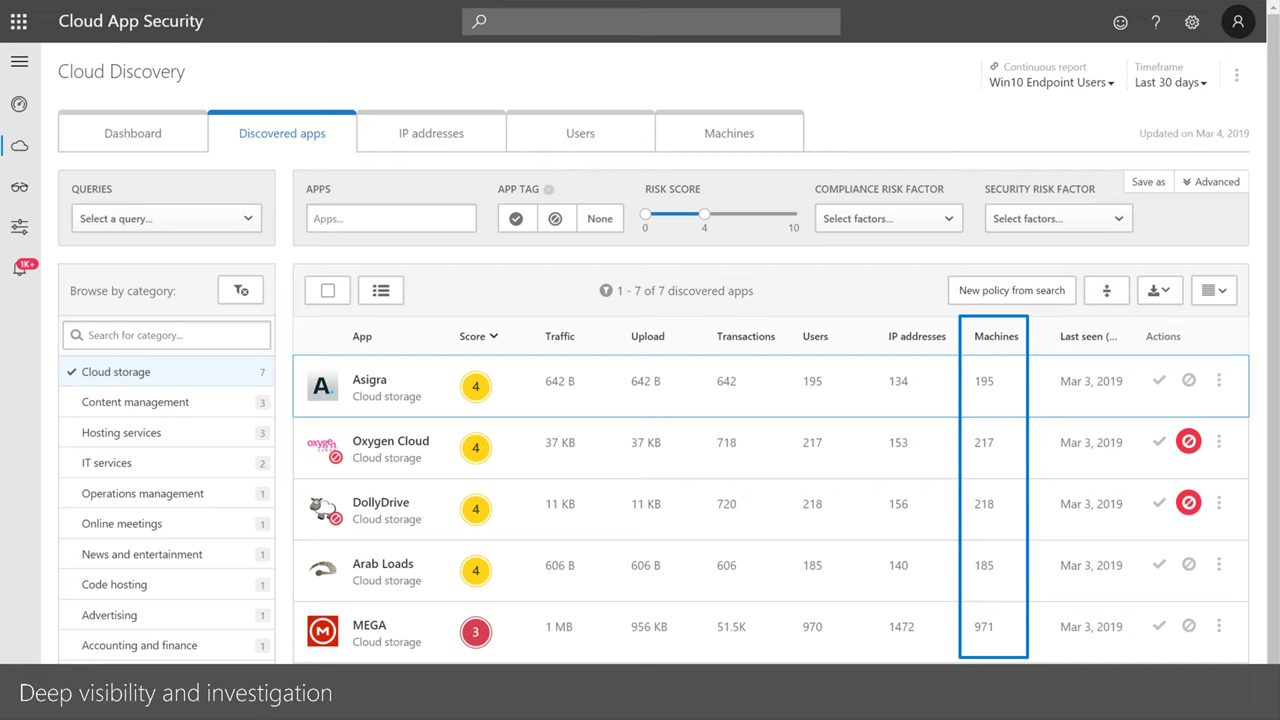 Cloud App Security
?
Cloud Discovery
Continuous report
Win10 Endpoint Users
Timeframe
Last 30 days
Dashboard
Discovered apps
IP addresses
Users
Machines
Updated on Mar 4, 2019
QUERIES
Select a query...
APPS
Apps...
APP TAG
None
RISK SCORE
0 4 10
COMPLIANCE RISK FACTOR
Select factors...
SECURITY RISK FACTOR
Select factors...
Save as
Advanced
1K+
Browse by category:
Search for category...
Cloud storage 7
Content management 3
Hosting services 3
IT services 2
Operations management 1
Online meetings 1
News and entertainment 1
Code hosting 1
Advertising 1
Accounting and finance 1
1 - 7 of 7 discovered apps
New policy from search
App Score Traffic Upload Transactions Users IP addresses Machines Last seen (... Actions
A. Asigra 4 642 B 642 B 642 195 134 195 Mar 3, 2019
Cloud storage
oxygen Oxygen Cloud 4 37 KB 37 KB 718 217 153 217 Mar 3, 2019
Cloud storage
DollyDrive 4 11 KB 11 KB 720 218 156 218 Mar 3, 2019
Cloud storage
Arab Loads 4 606 B 606 B 606 185 140 185 Mar 3, 2019
Cloud storage
M MEGA 3 1 MB 956 KB 51.5K 970 1472 971 Mar 3, 2019
Cloud storage
Deep visibility and investigation